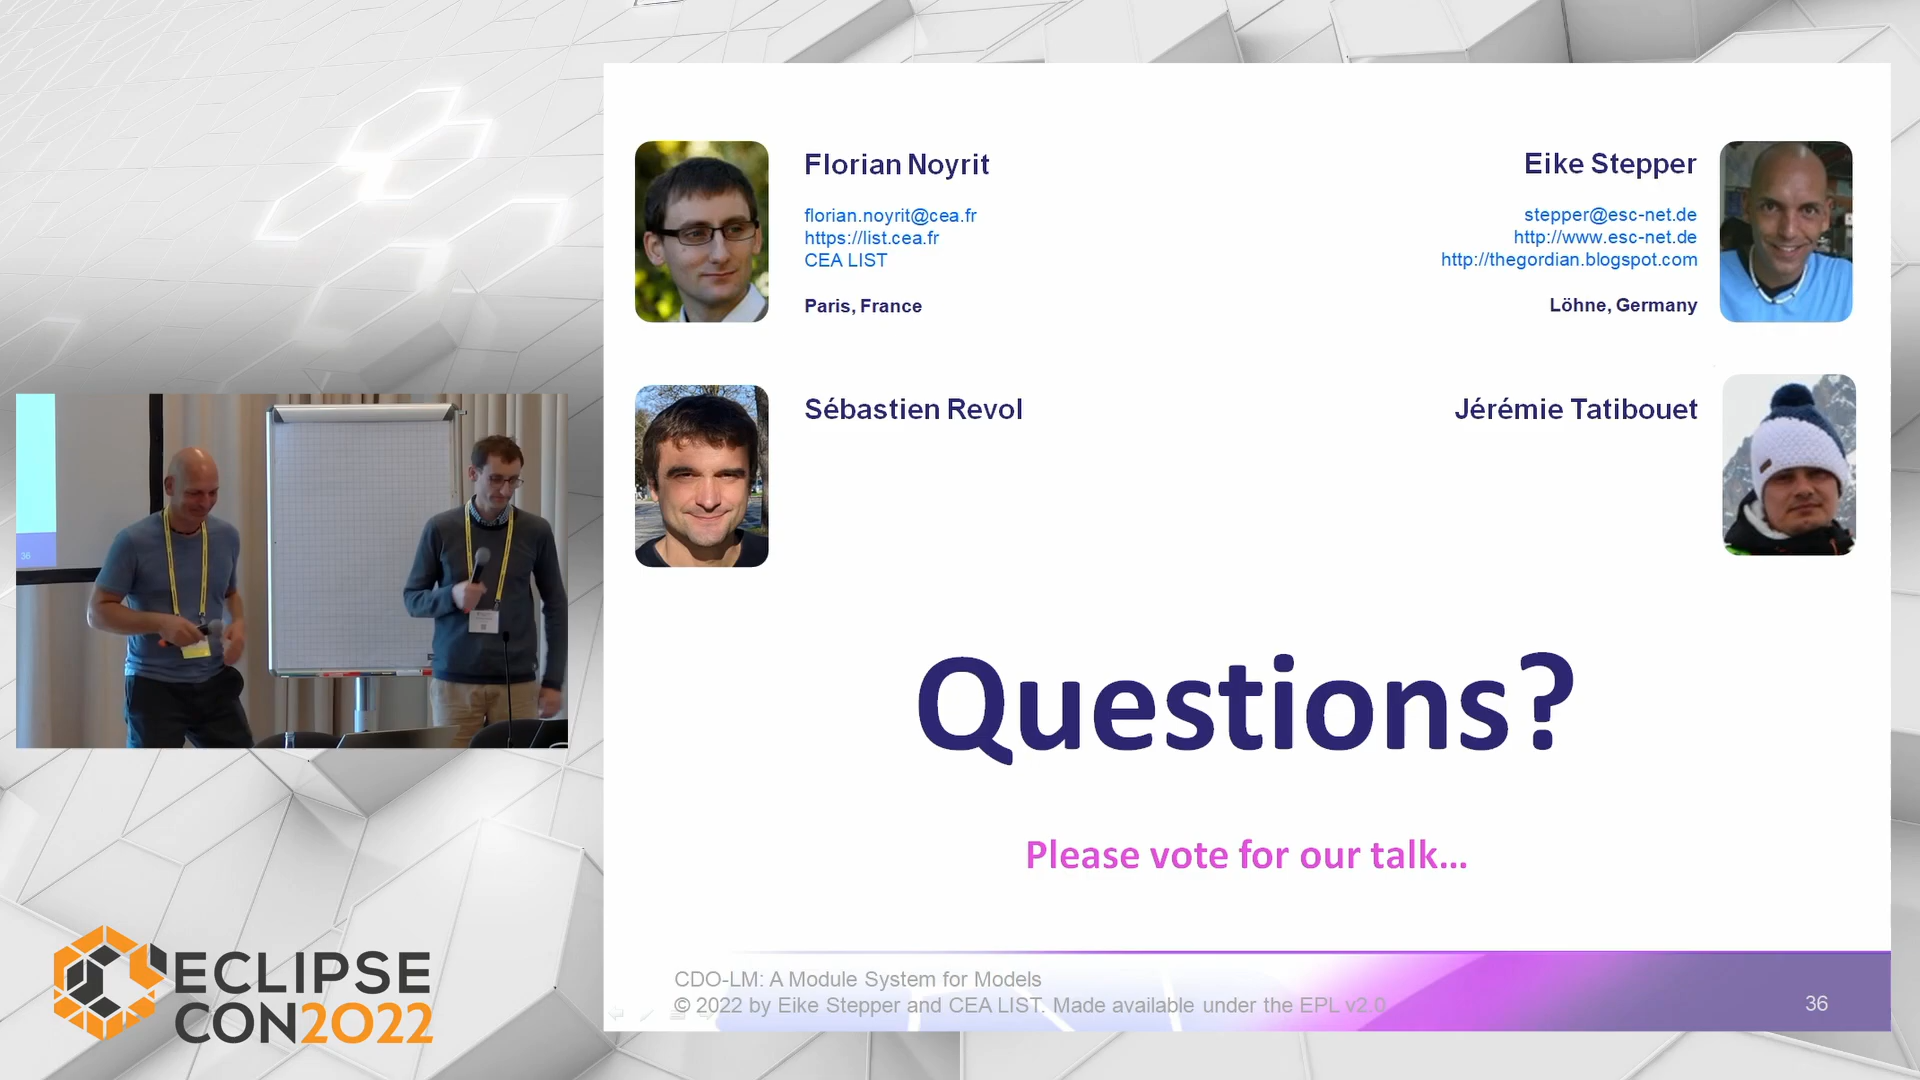 Florian Noyrit
florian.noyrit@cea.fr
https://list.cea.fr
CEA LIST
Paris, France
Eike Stepper
stepper@esc-net.de
http://www.esc-net.de
http://thegordian.blogspot.com
Löhne, Germany
Sébastien Revol
Jérémie Tatibouet
36
Questions?
Please vote for our talk...
ECLIPSE
CON2022
CDO-LM: A Module System for Models
© 2022 by Eike Stepper and CEA LIST. Made available under the EPL v2.0
36